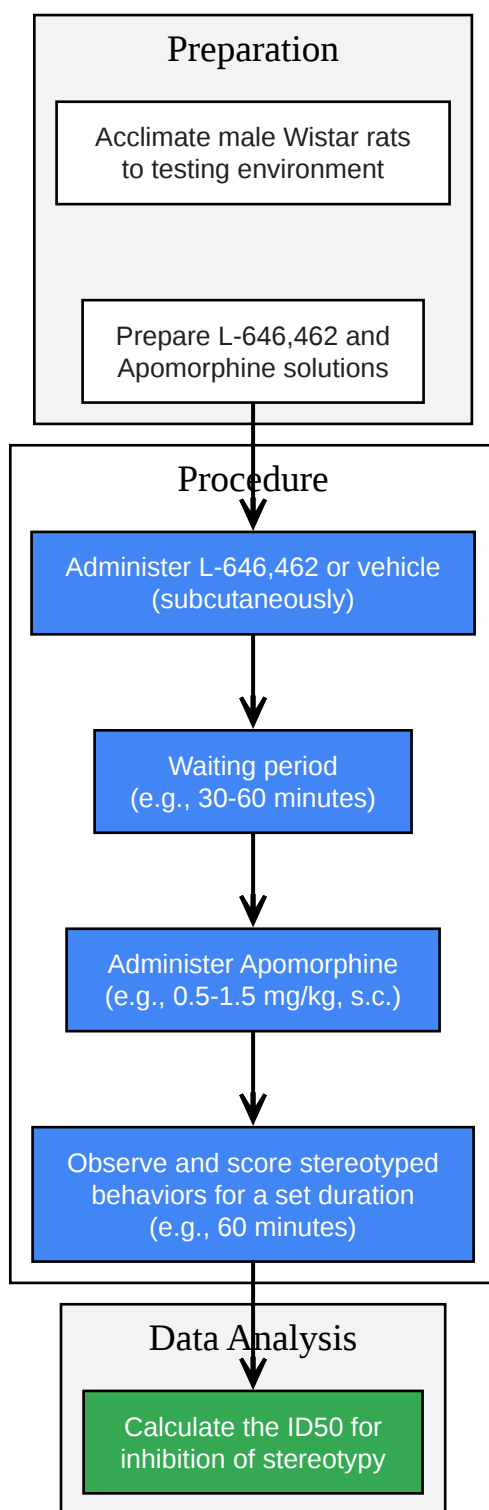 Preparation
Acclimate male Wistar rats
to testing environment
Prepare L-646,462 and
Apomorphine solutions
Procedure
Administer L-646,462 or vehicle
(subcutaneously)
Waiting period
(e.g., 30-60 minutes)
Administer Apomorphine
(e.g., 0.5-1.5 mg/kg, s.c.)
Observe and score stereotyped
behaviors for a set duration
(e.g., 60 minutes)
Data Analysis
Calculate the ID50 for
inhibition of stereotypy